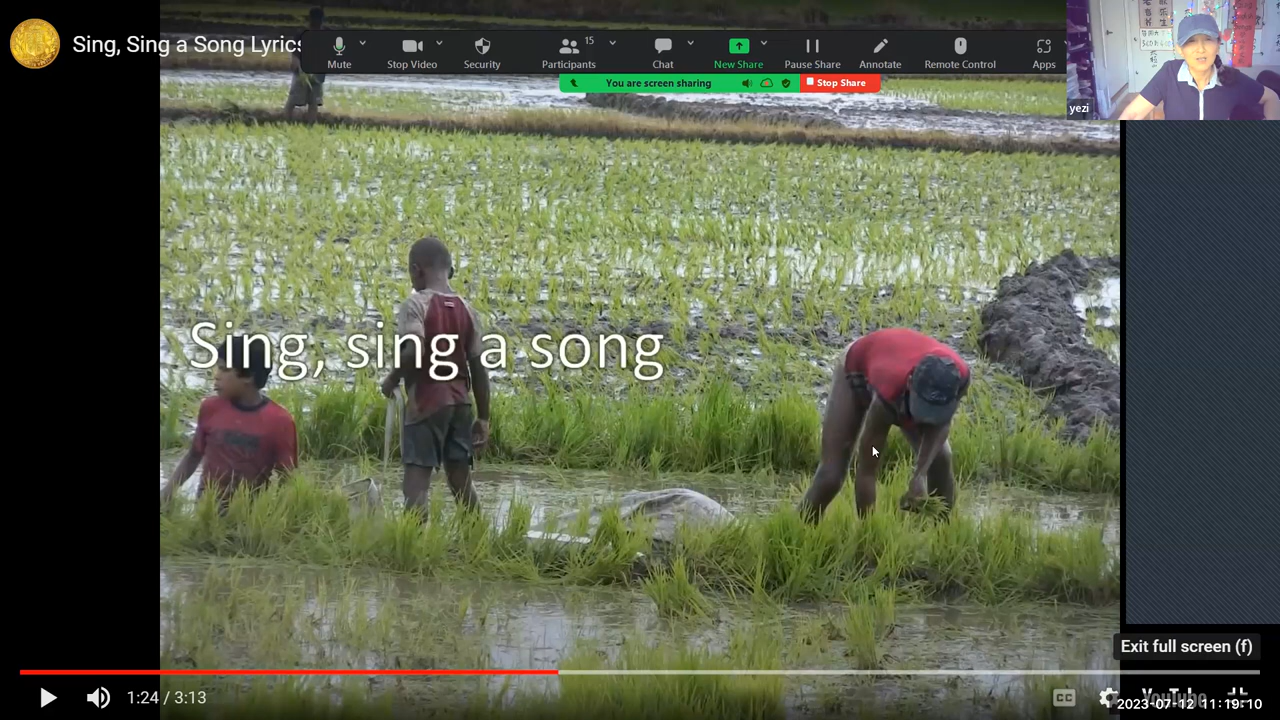 Sing, Sing a Song Lyrics
15
Mute
Stop Video
Security
Participants
Chat
New Share
Pause Share
Annotate
Remote Control
Apps
You are screen sharing
Stop Share
yezi
Sing, sing a song
Exit full screen (f)
1:24 / 3:13
CC
YouTube
2023-07-12 11:19:10